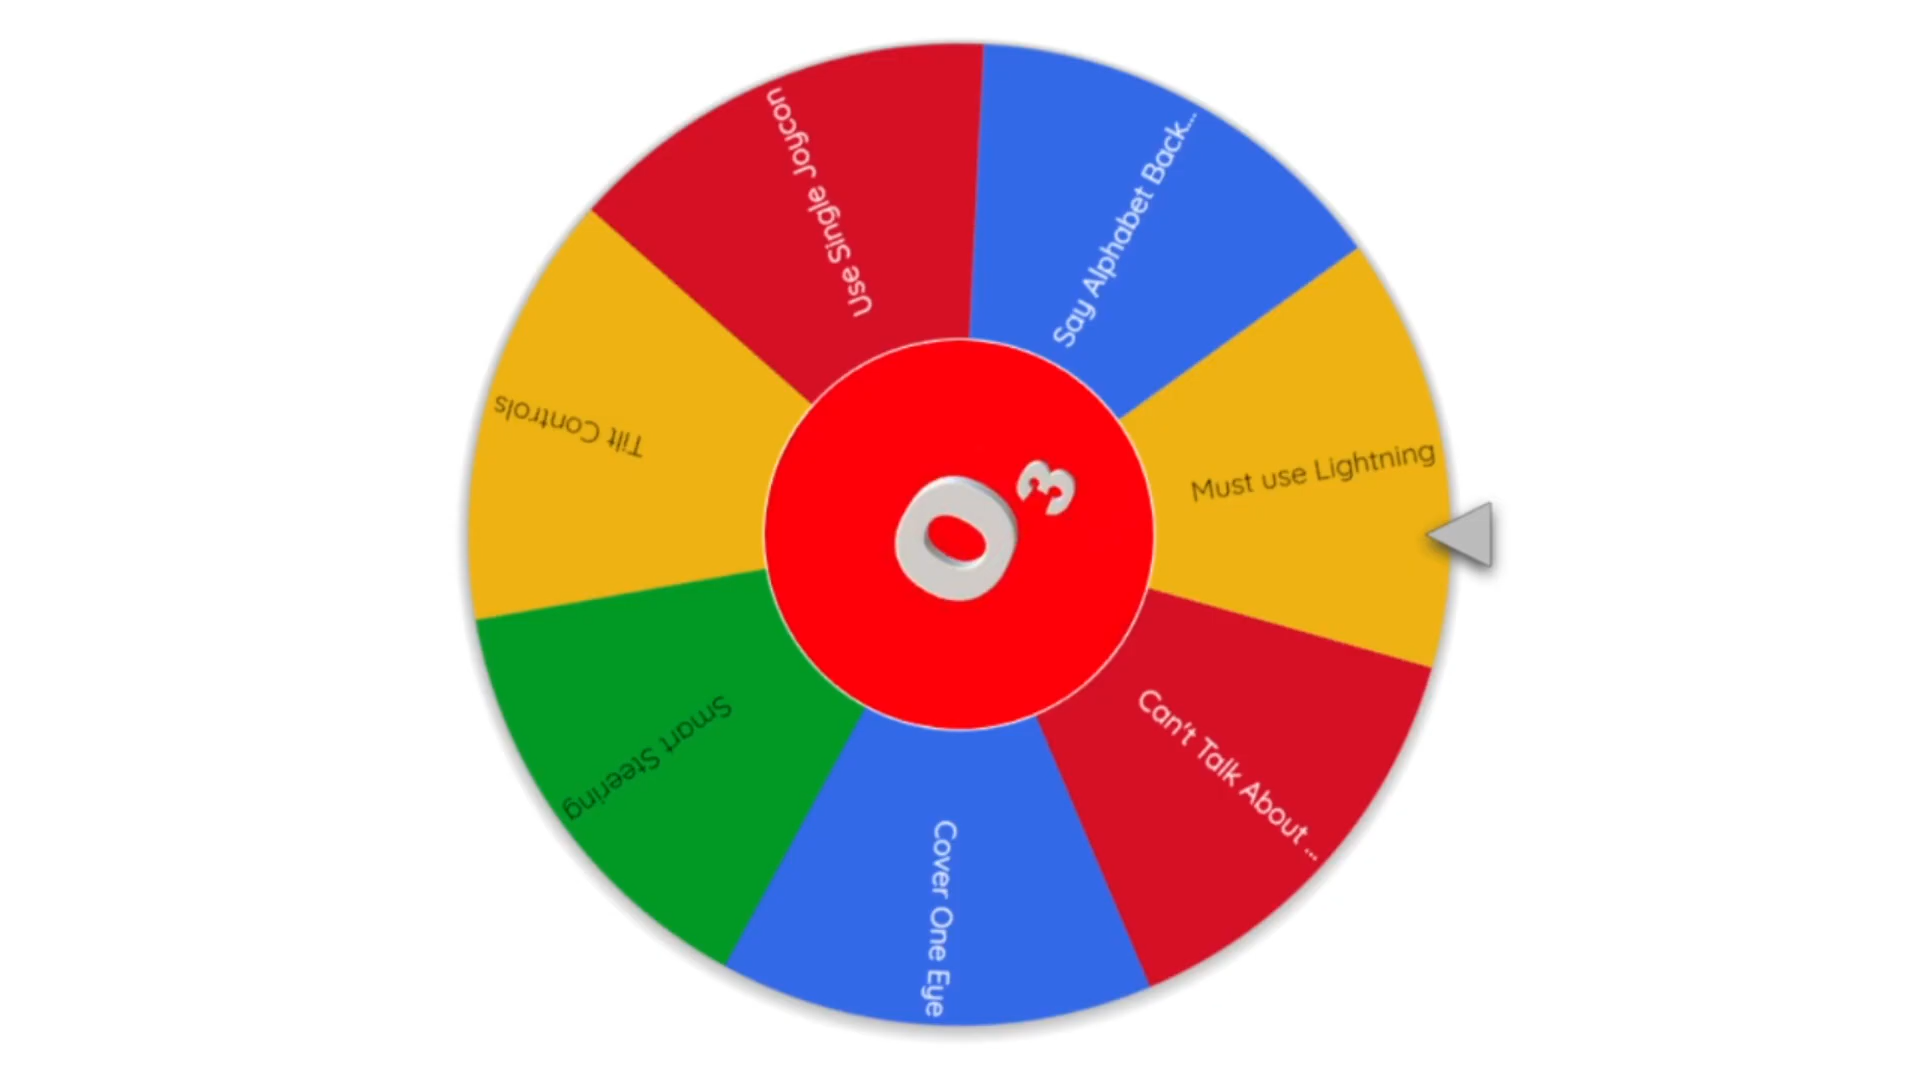 Use Single Joycon
Say Alphabet Back...
Must use Lightning
Can't Talk About ...
Cover One Eye
Smart Steering
Tilt Controls
O³